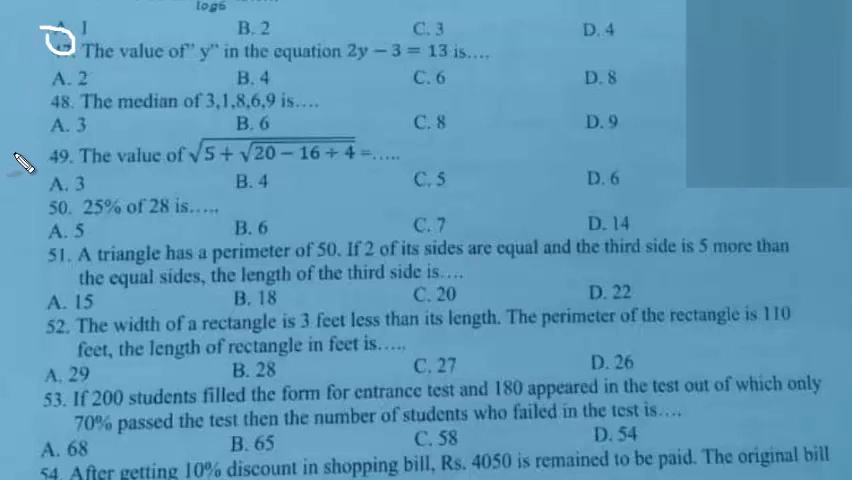 log6
A. 1 B. 2 C. 3 D. 4
47. The value of" y" in the equation 2y − 3 = 13 is....
A. 2 B. 4 C. 6 D. 8
48. The median of 3,1,8,6,9 is....
A. 3 B. 6 C. 8 D. 9
49. The value of √(5 + √(20 − 16 ÷ 4)) =.....
A. 3 B. 4 C. 5 D. 6
50. 25% of 28 is.....
A. 5 B. 6 C. 7 D. 14
51. A triangle has a perimeter of 50. If 2 of its sides are equal and the third side is 5 more than
the equal sides, the length of the third side is....
A. 15 B. 18 C. 20 D. 22
52. The width of a rectangle is 3 feet less than its length. The perimeter of the rectangle is 110
feet, the length of rectangle in feet is.....
A. 29 B. 28 C. 27 D. 26
53. If 200 students filled the form for entrance test and 180 appeared in the test out of which only
70% passed the test then the number of students who failed in the test is....
A. 68 B. 65 C. 58 D. 54
54. After getting 10% discount in shopping bill, Rs. 4050 is remained to be paid. The original bill